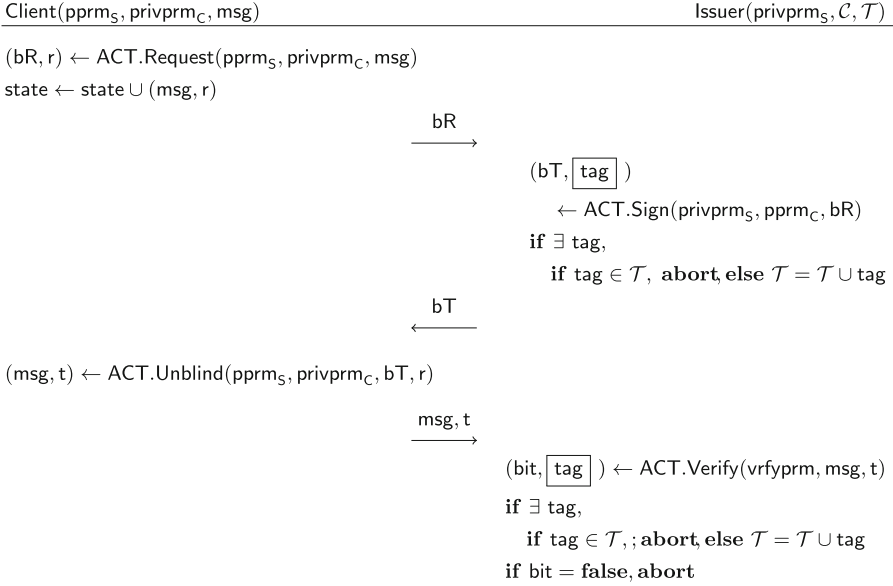 Client(pprm_S, privprm_C, msg) Issuer(privprm_S, 𝒞, 𝒯)
(bR, r) ← ACT.Request(pprm_S, privprm_C, msg)
state ← state ∪ (msg, r)
bR
(bT, tag )
← ACT.Sign(privprm_S, pprm_C, bR)
if ∃ tag,
if tag ∈ 𝒯, abort, else 𝒯 = 𝒯 ∪ tag
bT
(msg, t) ← ACT.Unblind(pprm_S, privprm_C, bT, r)
msg, t
(bit, tag ) ← ACT.Verify(vrfyprm, msg, t)
if ∃ tag,
if tag ∈ 𝒯, ; abort, else 𝒯 = 𝒯 ∪ tag
if bit = false, abort